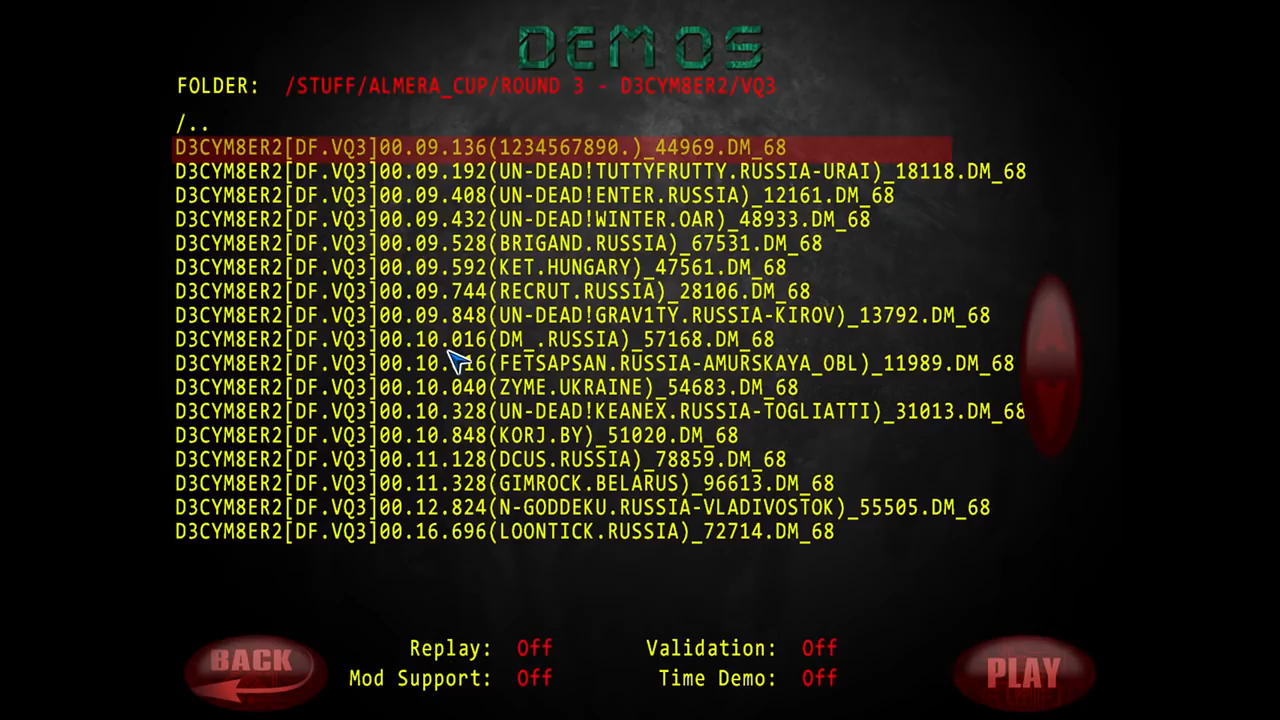 DEMOS
FOLDER: /STUFF/ALMERA_CUP/ROUND 3 - D3CYM8ER2/VQ3
/..
D3CYM8ER2[DF.VQ3]00.09.136(1234567890.)_44969.DM_68
D3CYM8ER2[DF.VQ3]00.09.192(UN-DEAD!TUTTYFRUTTY.RUSSIA-URAI)_18118.DM_68
D3CYM8ER2[DF.VQ3]00.09.408(UN-DEAD!ENTER.RUSSIA)_12161.DM_68
D3CYM8ER2[DF.VQ3]00.09.432(UN-DEAD!WINTER.OAR)_48933.DM_68
D3CYM8ER2[DF.VQ3]00.09.528(BRIGAND.RUSSIA)_67531.DM_68
D3CYM8ER2[DF.VQ3]00.09.592(KET.HUNGARY)_47561.DM_68
D3CYM8ER2[DF.VQ3]00.09.744(RECRUT.RUSSIA)_28106.DM_68
D3CYM8ER2[DF.VQ3]00.09.848(UN-DEAD!GRAV1TY.RUSSIA-KIROV)_13792.DM_68
D3CYM8ER2[DF.VQ3]00.10.016(DM_.RUSSIA)_57168.DM_68
D3CYM8ER2[DF.VQ3]00.10.016(FETSAPSAN.RUSSIA-AMURSKAYA_OBL)_11989.DM_68
D3CYM8ER2[DF.VQ3]00.10.040(ZYME.UKRAINE)_54683.DM_68
D3CYM8ER2[DF.VQ3]00.10.328(UN-DEAD!KEANEX.RUSSIA-TOGLIATTI)_31013.DM_68
D3CYM8ER2[DF.VQ3]00.10.848(KORJ.BY)_51020.DM_68
D3CYM8ER2[DF.VQ3]00.11.128(DCUS.RUSSIA)_78859.DM_68
D3CYM8ER2[DF.VQ3]00.11.328(GIMROCK.BELARUS)_96613.DM_68
D3CYM8ER2[DF.VQ3]00.12.824(N-GODDEKU.RUSSIA-VLADIVOSTOK)_55505.DM_68
D3CYM8ER2[DF.VQ3]00.16.696(LOONTICK.RUSSIA)_72714.DM_68
Replay: Off Validation: Off
Mod Support: Off Time Demo: Off
BACK
PLAY